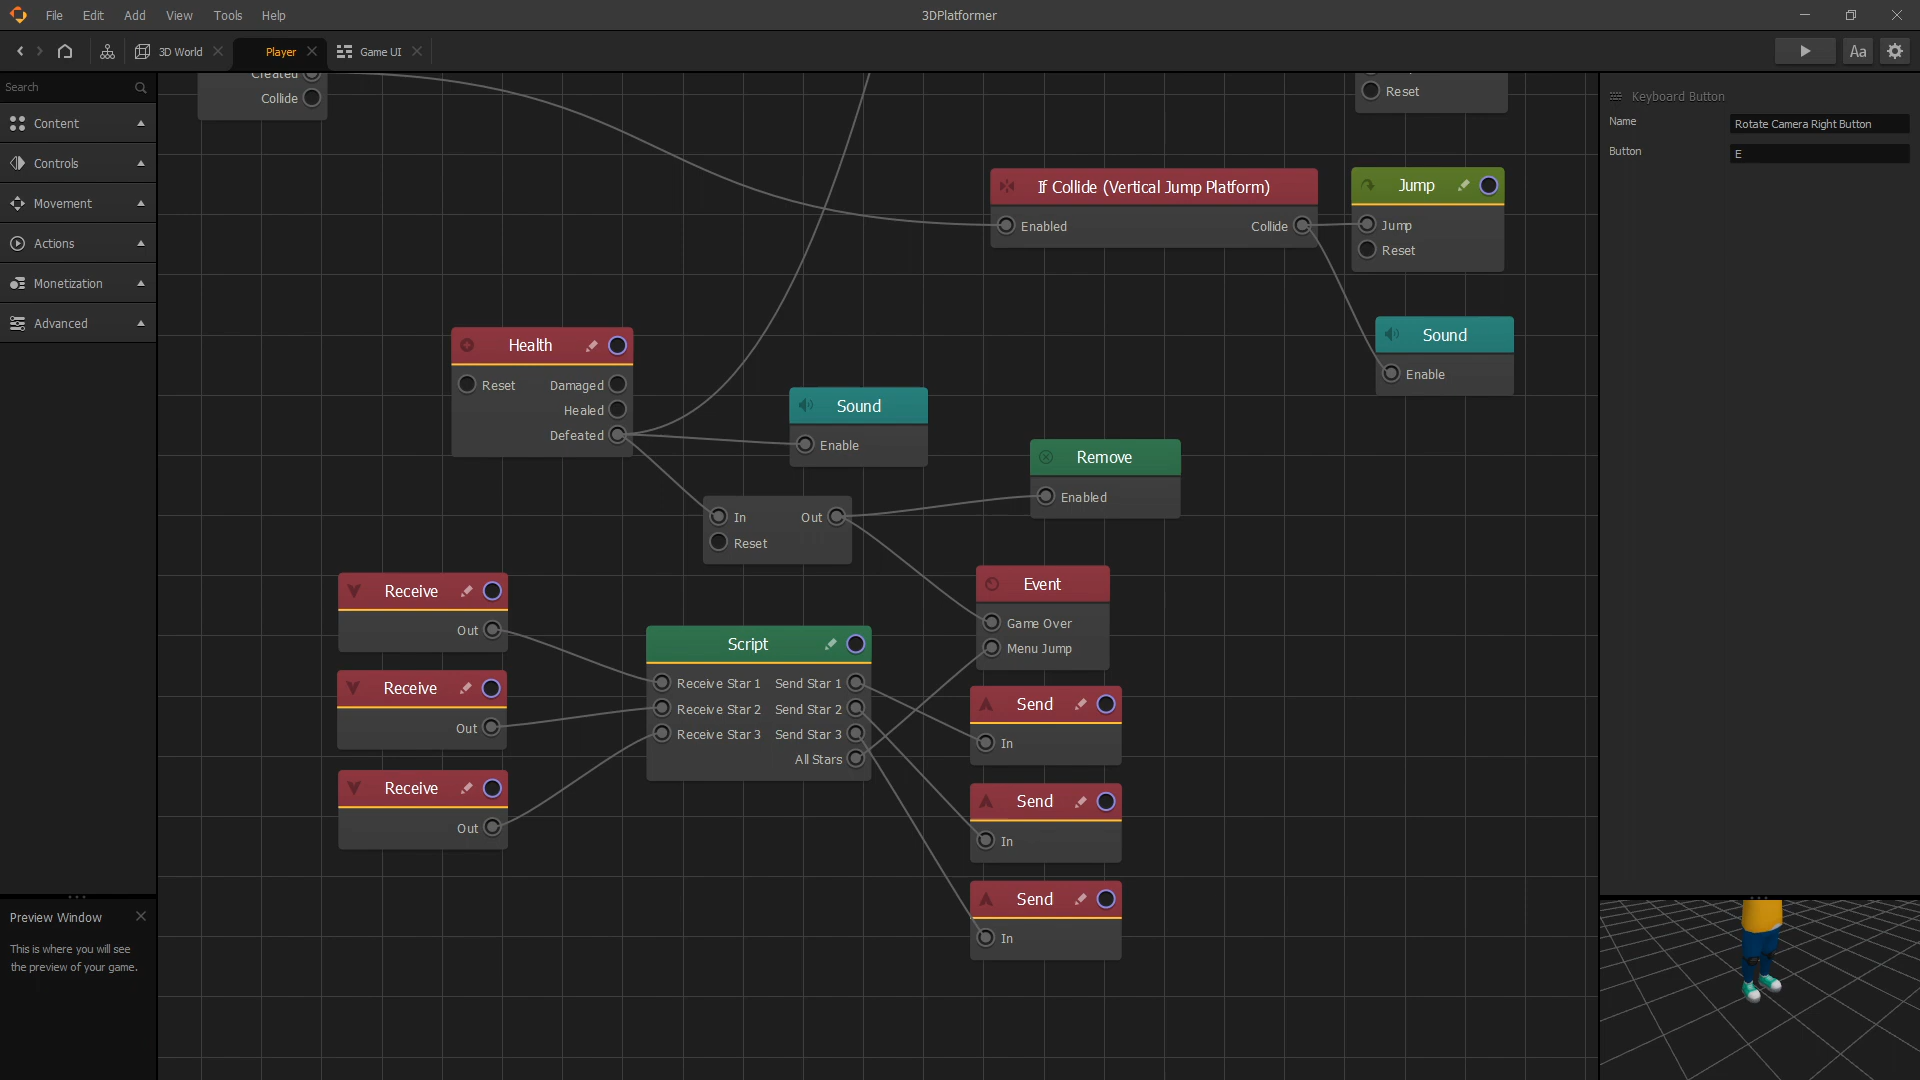 File Edit Add View Tools Help
3DPlatformer
3D World
Player
Game UI
Aa
Search
Content
Controls
Movement
Actions
Monetization
Advanced
Created
Collide
Reset
If Collide (Vertical Jump Platform)
Enabled Collide
Jump
Jump
Reset
Sound
Enable
Health
Reset Damaged
Healed
Defeated
Sound
Enable
Remove
Enabled
In Out
Reset
Receive
Out
Receive
Out
Receive
Out
Script
Receive Star 1 Send Star 1
Receive Star 2 Send Star 2
Receive Star 3 Send Star 3
All Stars
Event
Game Over
Menu Jump
Send
In
Send
In
Send
In
Keyboard Button
Name Rotate Camera Right Button
Button E
Preview Window
This is where you will see
the preview of your game.